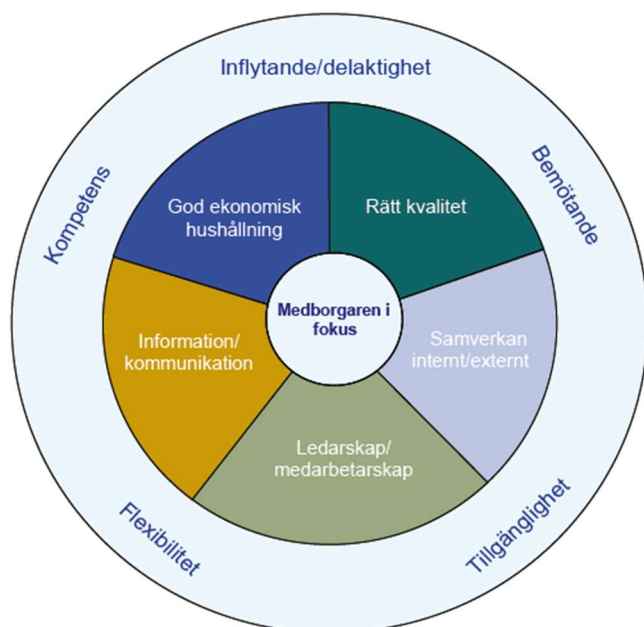 Inflytande/delaktighet
Kompetens
Bemötande
God ekonomisk
hushållning
Rätt kvalitet
Medborgaren i
fokus
Information/
kommunikation
Samverkan
internt/externt
Ledarskap/
medarbetarskap
Flexibilitet
Tillgänglighet